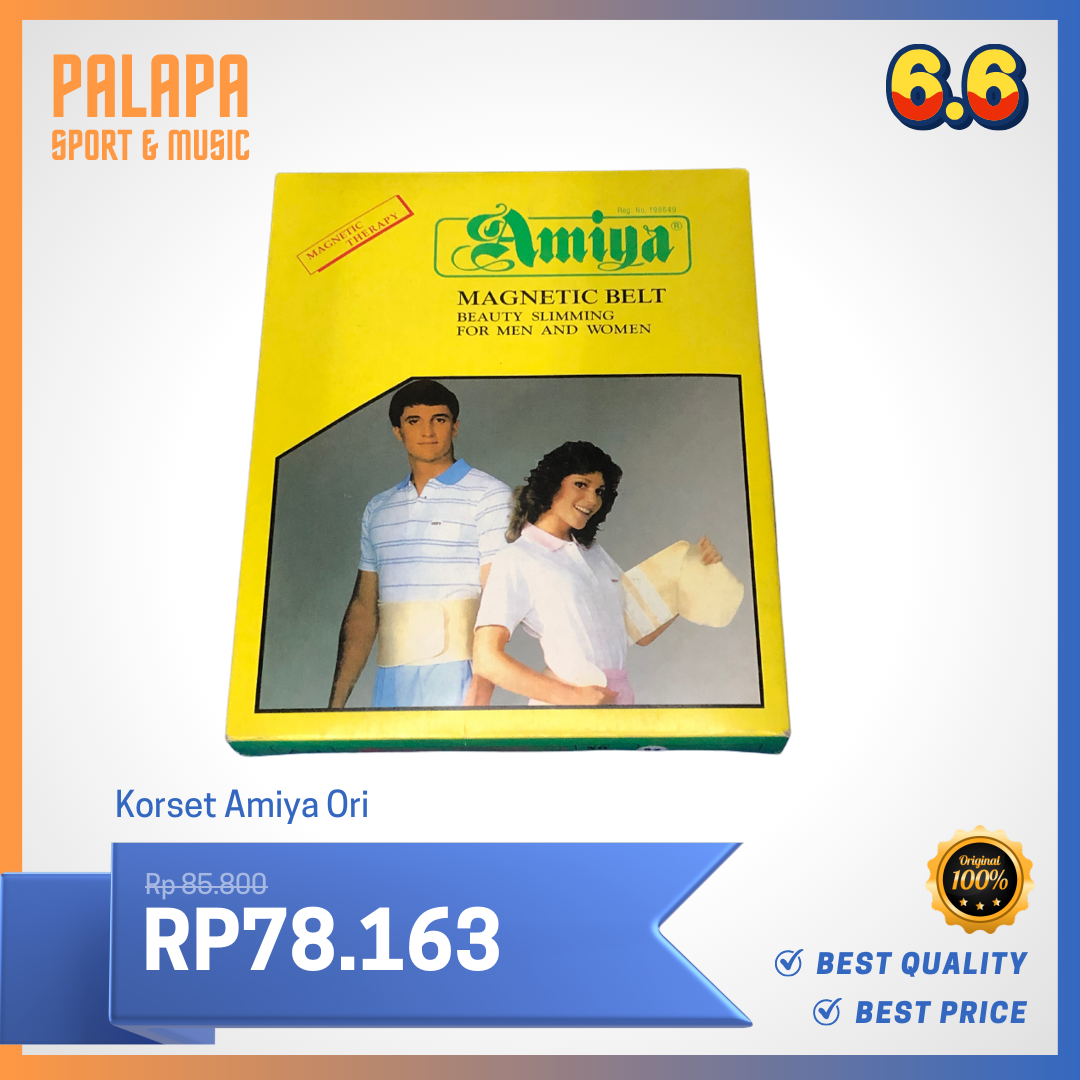 PALAPA
SPORT & MUSIC
6.6
MAGNETIC
THERAPY
Reg. No. 198649
Amiya®
MAGNETIC BELT
BEAUTY SLIMMING
FOR MEN AND WOMEN
Korset Amiya Ori
Rp 85.800
RP78.163
Original
100%
BEST QUALITY
BEST PRICE